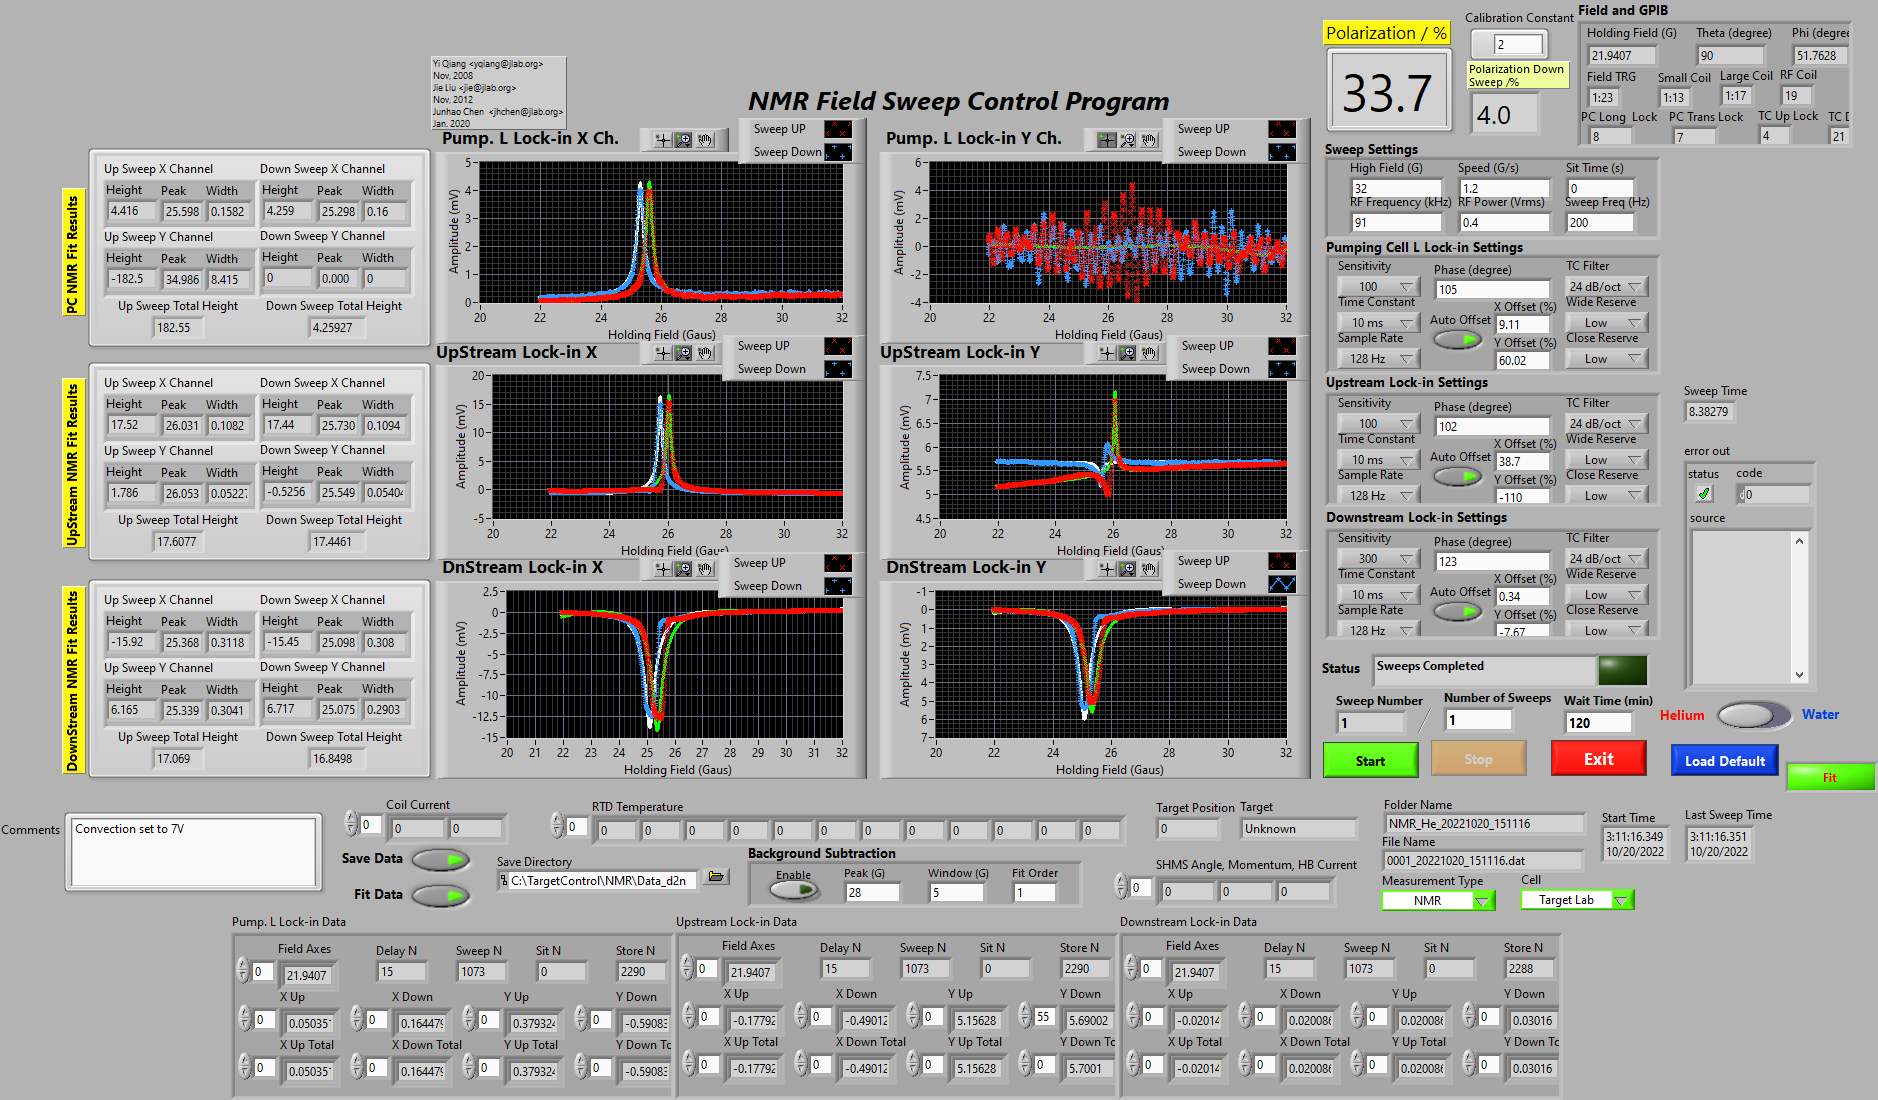 Yi Qiang <yqiang@jlab.org>
Nov, 2008
Jie Liu <jie@jlab.org>
Nov, 2012
Junhao Chen <jhchen@jlab.org>
Jan. 2020
NMR Field Sweep Control Program
Polarization / %
33.7
Calibration Constant
2
Polarization Down Sweep /%
4.0
Field and GPIB
Holding Field (G) Theta (degree) Phi (degree
21.9407 90 51.7628
Field TRG Small Coil Large Coil RF Coil
1:23 1:13 1:17 19
PC Long Lock PC Trans Lock TC Up Lock TC D
8 7 4 21
PC NMR Fit Results
Up Sweep X Channel Down Sweep X Channel
Height Peak Width Height Peak Width
4.416 25.598 0.1582 4.259 25.298 0.16
Up Sweep Y Channel Down Sweep Y Channel
Height Peak Width Height Peak Width
-182.5 34.986 8.415 0 0.000 0
Up Sweep Total Height Down Sweep Total Height
182.55 4.25927
UpStream NMR Fit Results
Up Sweep X Channel Down Sweep X Channel
Height Peak Width Height Peak Width
17.52 26.031 0.1082 17.44 25.730 0.1094
Up Sweep Y Channel Down Sweep Y Channel
Height Peak Width Height Peak Width
1.786 26.053 0.05227 -0.5256 25.549 0.05404
Up Sweep Total Height Down Sweep Total Height
17.6077 17.4461
DownStream NMR Fit Results
Up Sweep X Channel Down Sweep X Channel
Height Peak Width Height Peak Width
-15.92 25.368 0.3118 -15.45 25.098 0.308
Up Sweep Y Channel Down Sweep Y Channel
Height Peak Width Height Peak Width
6.165 25.339 0.3041 6.717 25.075 0.2903
Up Sweep Total Height Down Sweep Total Height
17.069 16.8498
Pump. L Lock-in X Ch.
Sweep UP
Sweep Down
Amplitude (mV)
5
4
3
2
1
0
20 22 24 26 28 30 32
Holding Field (Gaus)
Pump. L Lock-in Y Ch.
Sweep UP
Sweep Down
Amplitude (mV)
6
4
2
0
-2
-4
20 22 24 26 28 30 32
Holding Field (Gaus)
UpStream Lock-in X
Sweep UP
Sweep Down
Amplitude (mV)
20
15
10
5
0
-5
20 22 24 26 28 30 32
Holding Field (Gaus)
UpStream Lock-in Y
Sweep UP
Sweep Down
Amplitude (mV)
7.5
6.5
6
5.5
5
4.5
20 22 24 26 28 30 32
Holding Field (Gaus)
DnStream Lock-in X
Sweep UP
Sweep Down
Amplitude (mV)
2.5
0
-2.5
-5
-7.5
-10
-12.5
-15
20 21 22 23 24 25 26 27 28 29 30 31 32
Holding Field (Gaus)
DnStream Lock-in Y
Sweep UP
Sweep Down
Amplitude (mV)
-1
0
1
2
3
4
5
6
7
20 22 24 26 28 30 32
Holding Field (Gaus)
Sweep Settings
High Field (G) Speed (G/s) Sit Time (s)
32 1.2 0
RF Frequency (kHz) RF Power (Vrms) Sweep Freq (Hz)
91 0.4 200
Pumping Cell L Lock-in Settings
Sensitivity Phase (degree) TC Filter
100 105 24 dB/oct
Time Constant X Offset (%) Wide Reserve
10 ms Auto Offset 9.11 Low
Sample Rate Y Offset (%) Close Reserve
128 Hz 60.02 Low
Upstream Lock-in Settings
Sensitivity Phase (degree) TC Filter
100 102 24 dB/oct
Time Constant X Offset (%) Wide Reserve
10 ms Auto Offset 38.7 Low
Sample Rate Y Offset (%) Close Reserve
128 Hz -110 Low
Downstream Lock-in Settings
Sensitivity Phase (degree) TC Filter
300 123 24 dB/oct
Time Constant X Offset (%) Wide Reserve
10 ms Auto Offset 0.34 Low
Sample Rate Y Offset (%) Close Reserve
128 Hz -7.67 Low
Sweep Time
8.38279
error out
status code
0
source
Status Sweeps Completed
Sweep Number Number of Sweeps Wait Time (min)
1 / 1 120
Helium Water
Start Stop Exit Load Default Fit
Comments
Convection set to 7V
Coil Current
0 0 0
Save Data
Fit Data
RTD Temperature
0 0 0 0 0 0 0 0 0 0 0 0 0
Save Directory
C:\TargetControl\NMR\Data_d2n
Background Subtraction
Enable Peak (G) Window (G) Fit Order
28 5 1
Target Position Target
0 Unknown
SHMS Angle, Momentum, HB Current
0 0 0 0
Folder Name
NMR_He_20221020_151116
File Name
0001_20221020_151116.dat
Measurement Type Cell
NMR Target Lab
Start Time
3:11:16.349
10/20/2022
Last Sweep Time
3:11:16.351
10/20/2022
Pump. L Lock-in Data
Field Axes Delay N Sweep N Sit N Store N
0 21.9407 15 1073 0 2290
X Up X Down Y Up Y Down
0 0.05035 0 0.164479 0 0.379324 0 -0.5908
X Up Total X Down Total Y Up Total Y Down To
0 0.05035 0 0.164479 0 0.379324 0 -0.5908
Upstream Lock-in Data
Field Axes Delay N Sweep N Sit N Store N
0 21.9407 15 1073 0 2290
X Up X Down Y Up Y Down
0 -0.17792 0 -0.49012 0 5.15628 55 5.69002
X Up Total X Down Total Y Up Total Y Down To
0 -0.17792 0 -0.49012 0 5.15628 0 5.7001
Downstream Lock-in Data
Field Axes Delay N Sweep N Sit N Store N
0 21.9407 15 1073 0 2288
X Up X Down Y Up Y Down
0 -0.02014 0 0.020086 0 0.020086 0 0.03016
X Up Total X Down Total Y Up Total Y Down To
0 -0.02014 0 0.020086 0 0.020086 0 0.03016